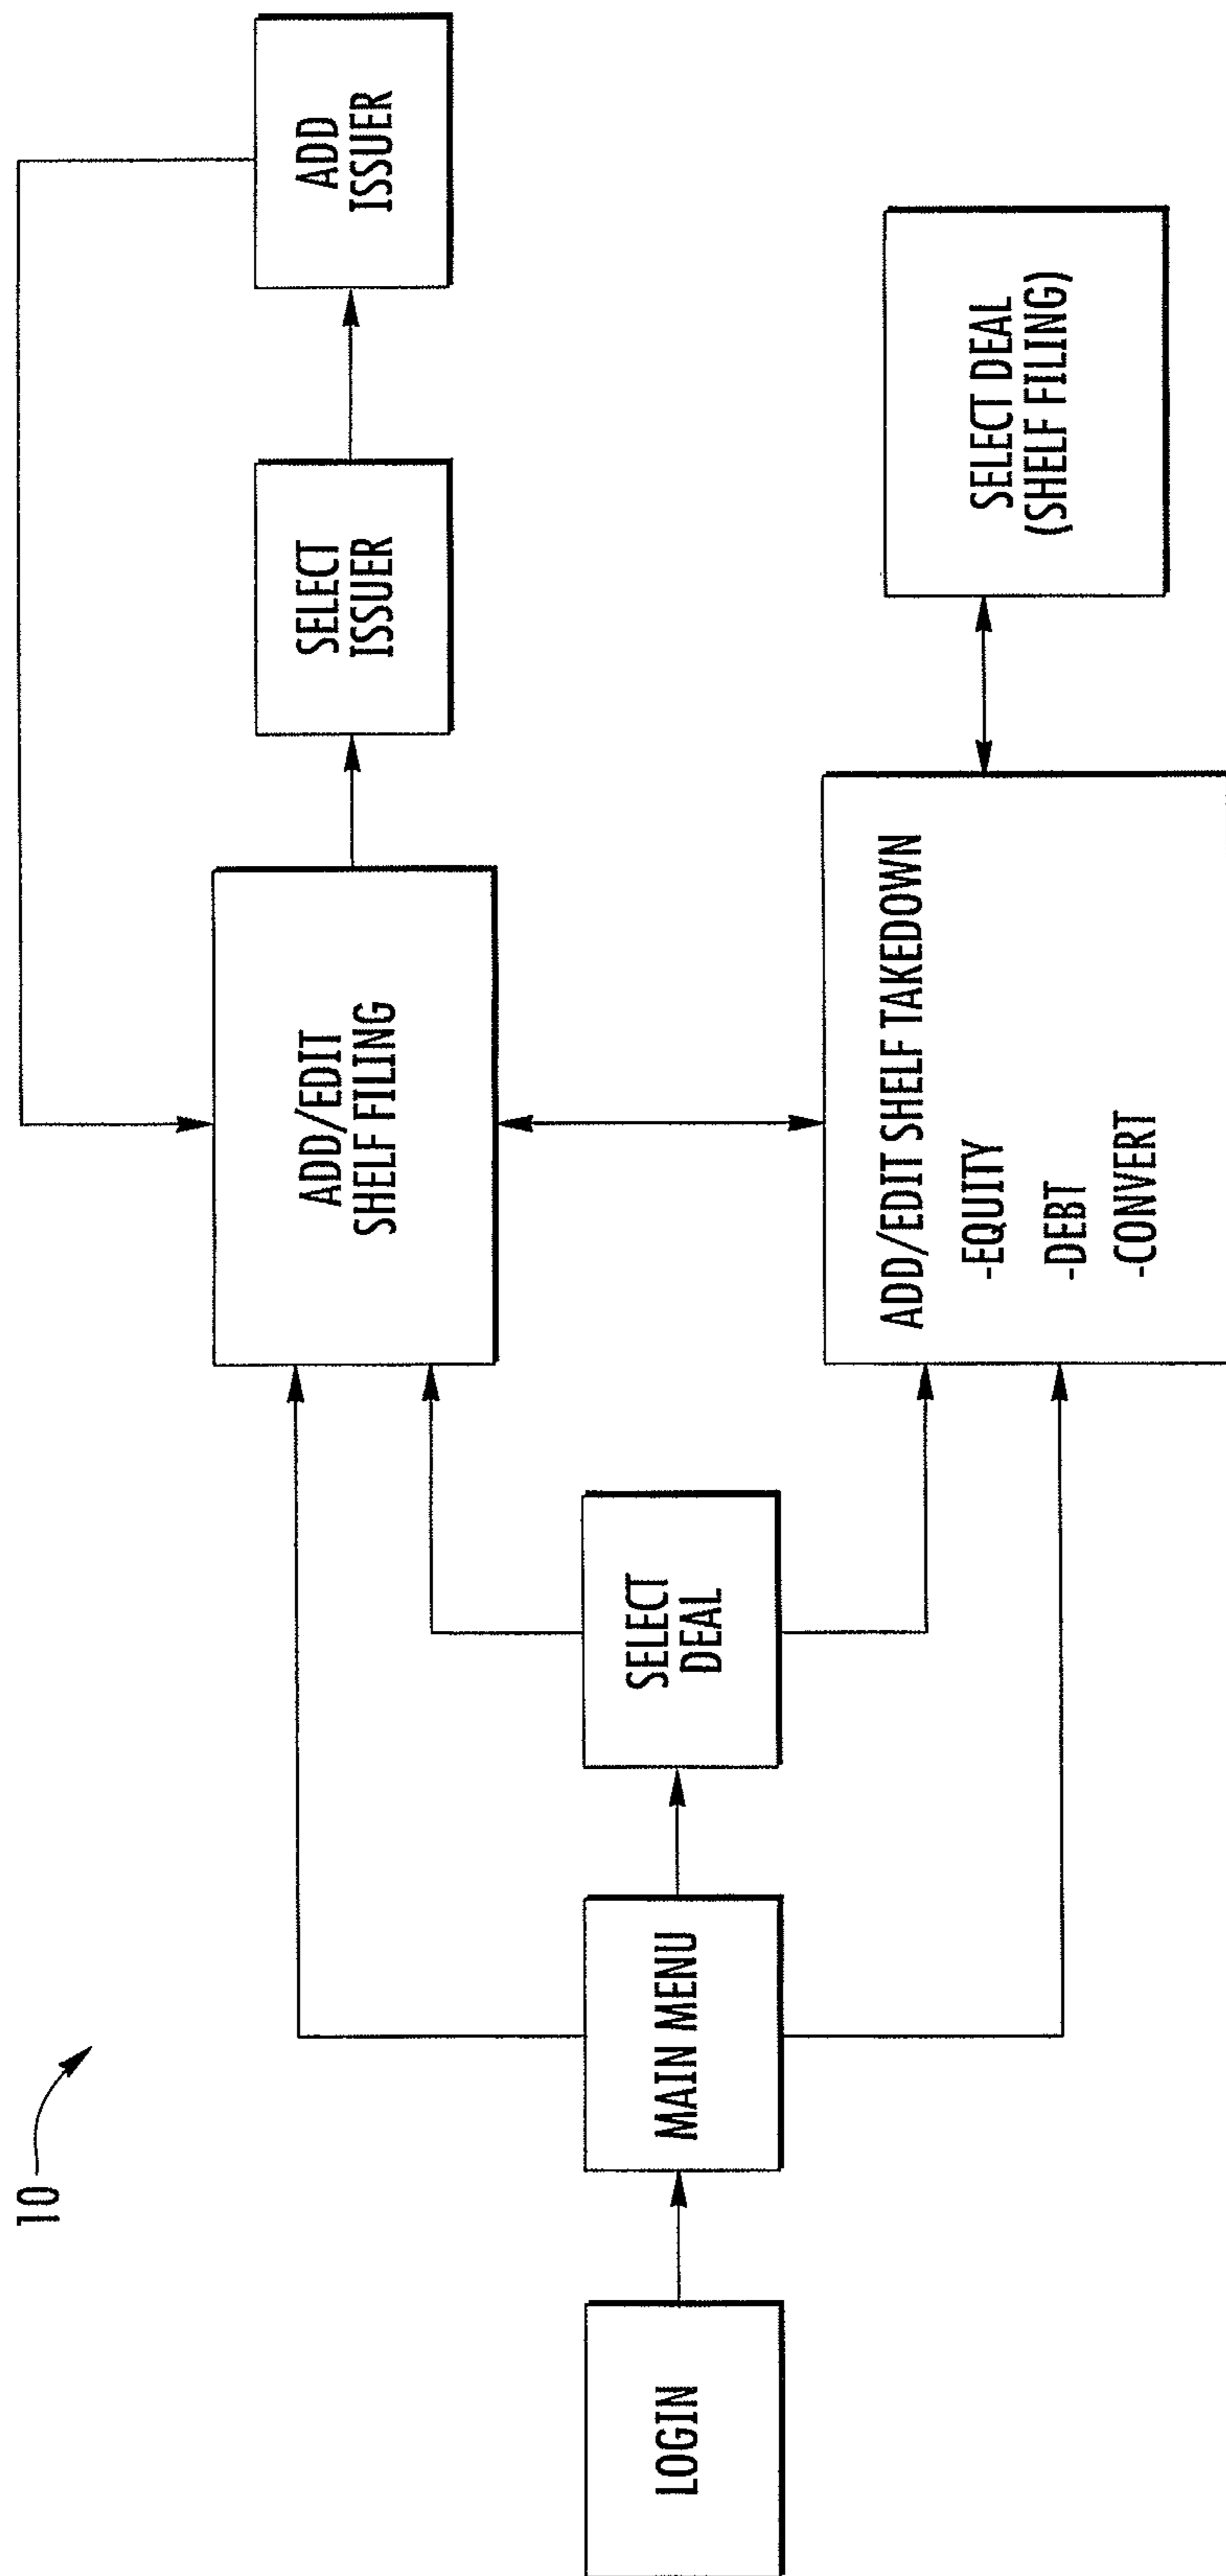 10
LOGIN
MAIN MENU
SELECT
DEAL
ADD/EDIT
SHELF FILING
SELECT
ISSUER
ADD
ISSUER
ADD/EDIT SHELF TAKEDOWN
-EQUITY
-DEBT
-CONVERT
SELECT DEAL
(SHELF FILING)